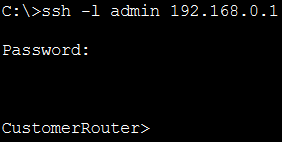 C:\>ssh -l admin 192.168.0.1
Password:
CustomerRouter>